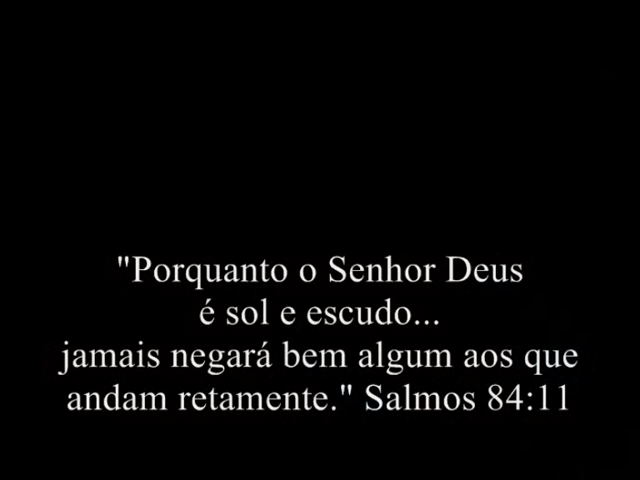 "Porquanto o Senhor Deus
é sol e escudo...
jamais negará bem algum aos que
andam retamente." Salmos 84:11